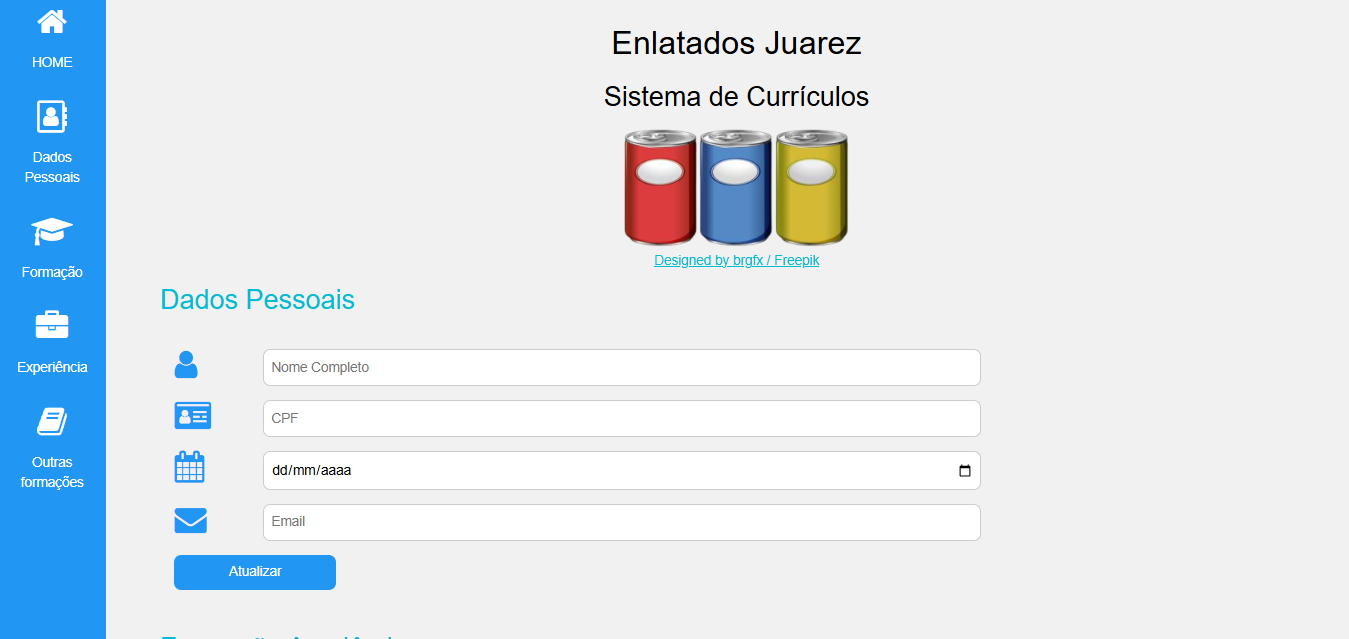 HOME
Dados
Pessoais
Formação
Experiência
Outras
formações
Enlatados Juarez
Sistema de Currículos
Designed by brgfx / Freepik
Dados Pessoais
Nome Completo
CPF
dd/mm/aaaa
Email
Atualizar